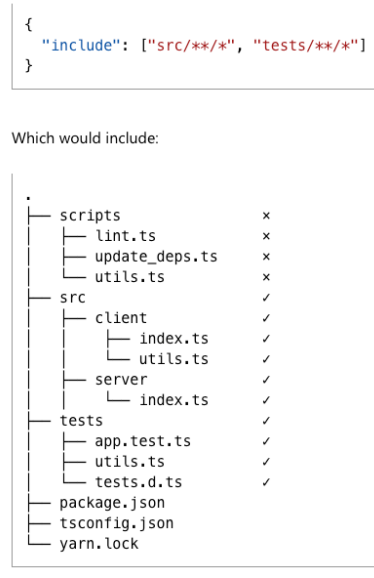 {
  "include": ["src/**/*", "tests/**/*"]
}
Which would include:
.
├── scripts                ⨯
│   ├── lint.ts            ⨯
│   ├── update_deps.ts     ⨯
│   └── utils.ts           ⨯
├── src                    ✓
│   ├── client             ✓
│   │    ├── index.ts      ✓
│   │    └── utils.ts      ✓
│   ├── server             ✓
│   │    └── index.ts      ✓
├── tests                  ✓
│   ├── app.test.ts        ✓
│   ├── utils.ts           ✓
│   └── tests.d.ts         ✓
├── package.json
├── tsconfig.json
└── yarn.lock